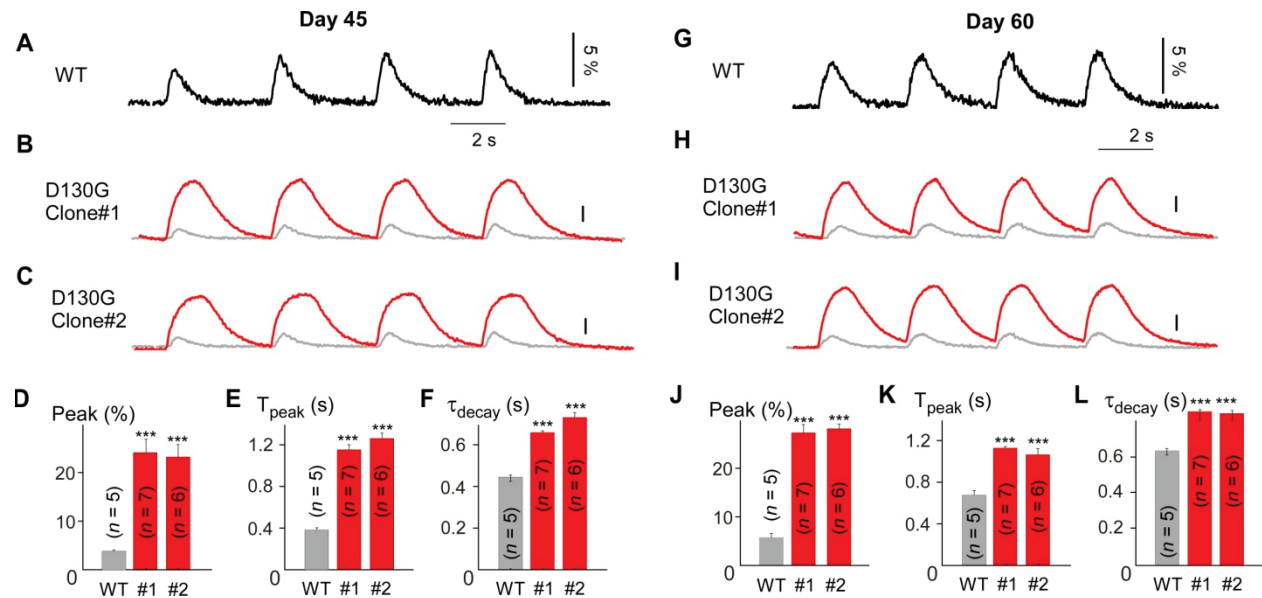 Day 45
A
WT
5 %
2 s
B
D130G
Clone#1
C
D130G
Clone#2
D
Peak (%)
20
10
0
(n = 5)
(n = 7)
(n = 6)
***
***
WT #1 #2
E
Tpeak (s)
1.2
0.8
0.4
0
(n = 5)
(n = 7)
(n = 6)
***
***
WT #1 #2
F
τdecay (s)
0.6
0.4
0.2
0
(n = 5)
(n = 7)
(n = 6)
***
***
WT #1 #2
Day 60
G
WT
5 %
2 s
H
D130G
Clone#1
I
D130G
Clone#2
J
Peak (%)
20
10
0
(n = 5)
(n = 7)
(n = 6)
***
***
WT #1 #2
K
Tpeak (s)
1.2
0.8
0.4
0
(n = 5)
(n = 7)
(n = 6)
***
***
WT #1 #2
L
τdecay (s)
0.6
0.4
0.2
0
(n = 5)
(n = 7)
(n = 6)
***
***
WT #1 #2